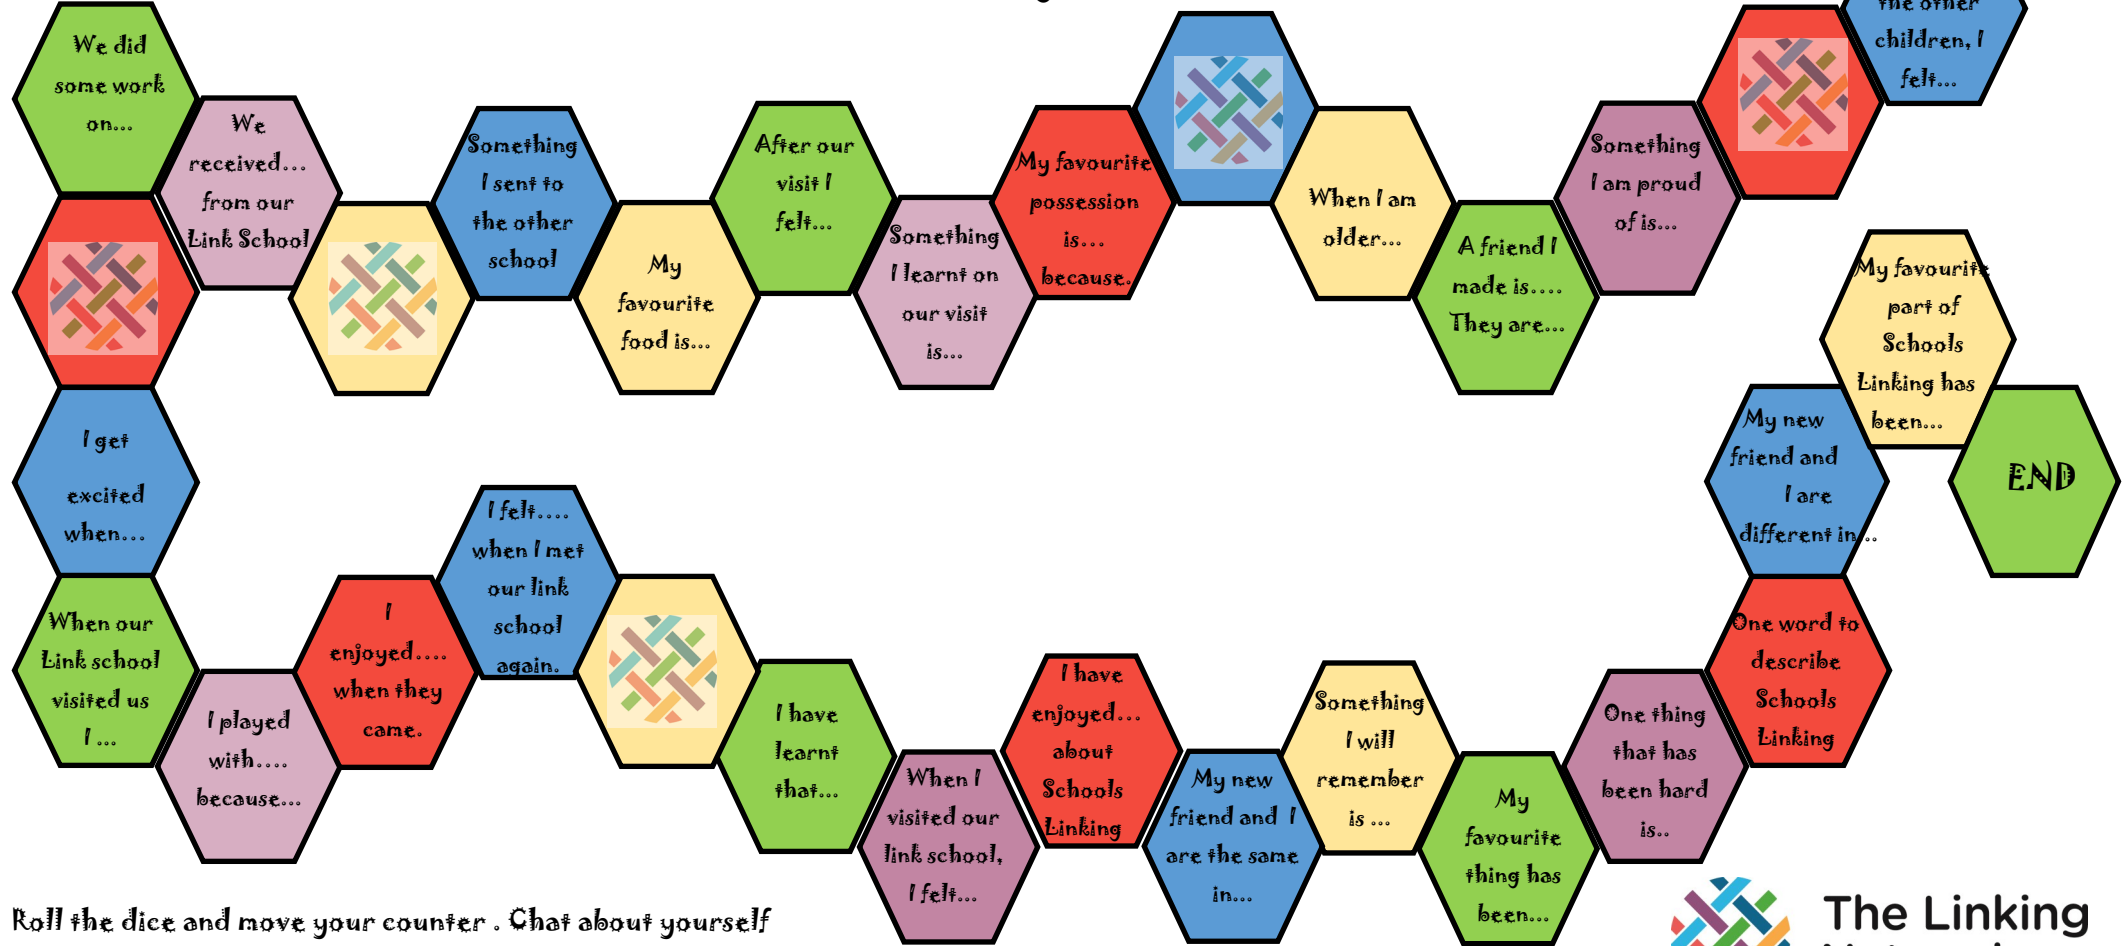 the other
children, I
felt...
Something
I am proud
of is...
A friend I
made is....
They are...
When I am
older...
My favourite
possession
is...
because.
Something
I learnt on
our visit
is...
After our
visit I
felt...
My
favourite
food is...
Something
I sent to
the other
school
We
received...
from our
Link School
We did
some work
on...
I get
excited
when...
When our
Link school
visited us
I ...
I played
with....
because...
I
enjoyed....
when they
came.
I felt....
when I met
our link
school
again.
I have
learnt
that...
When I
visited our
link school,
I felt...
I have
enjoyed...
about
Schools
Linking
My new
friend and I
are the same
in...
Something
I will
remember
is ...
My
favourite
thing has
been...
One thing
that has
been hard
is..
One word to
describe
Schools
Linking
My new
friend and
I are
different in...
My favourite
part of
Schools
Linking has
been...
END
Roll the dice and move your counter . Chat about yourself
The Linking